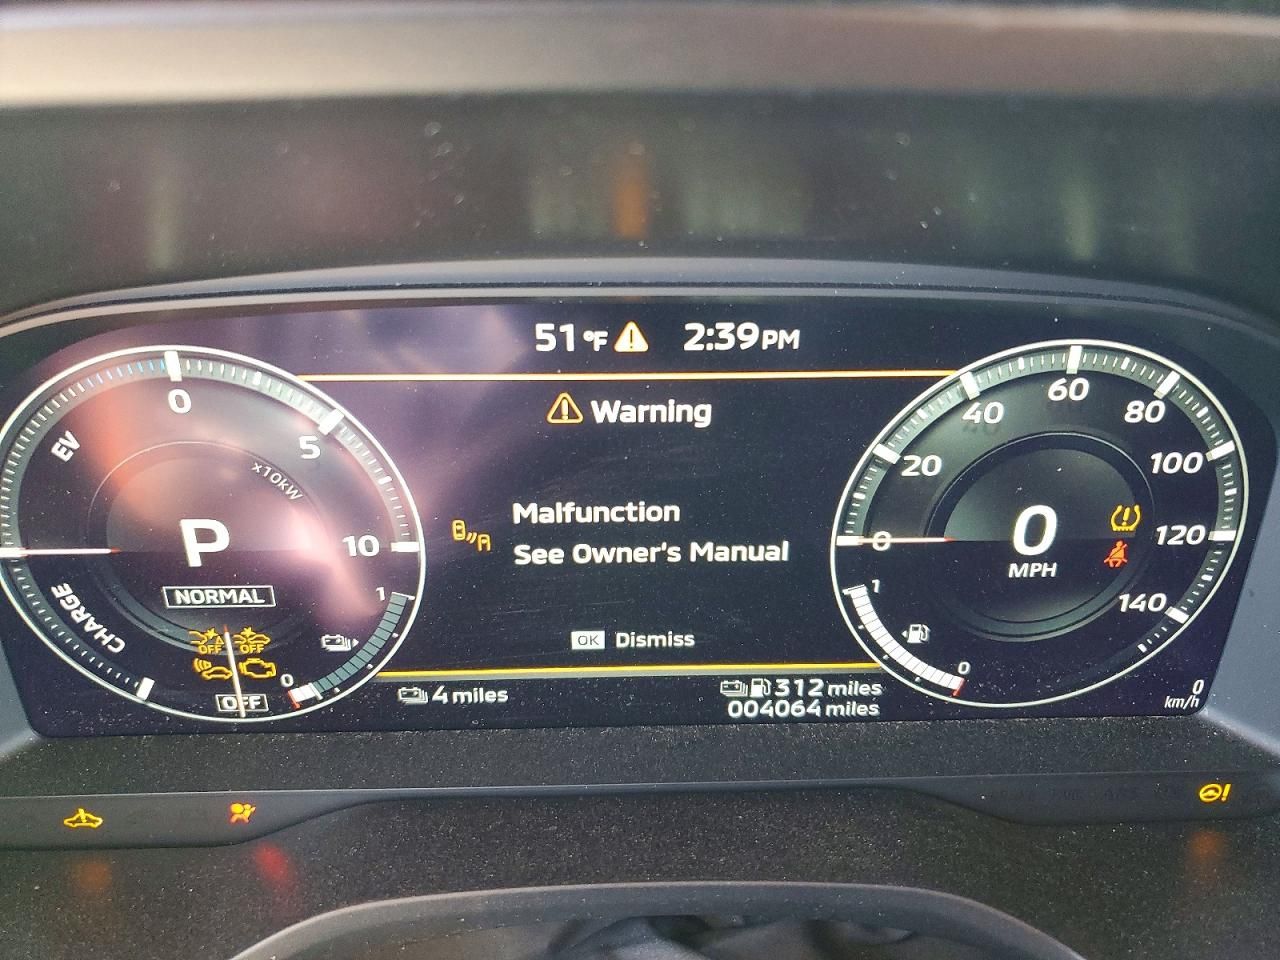 51°F 2:39PM
Warning
Malfunction
See Owner's Manual
OK Dismiss
4 miles
312 miles
004064 miles
EV
0
5
10
x10kW
P
NORMAL
CHARGE
OFF OFF
OFF
1
0
0
20
40
60
80
100
120
140
0
MPH
1
0
0
km/h